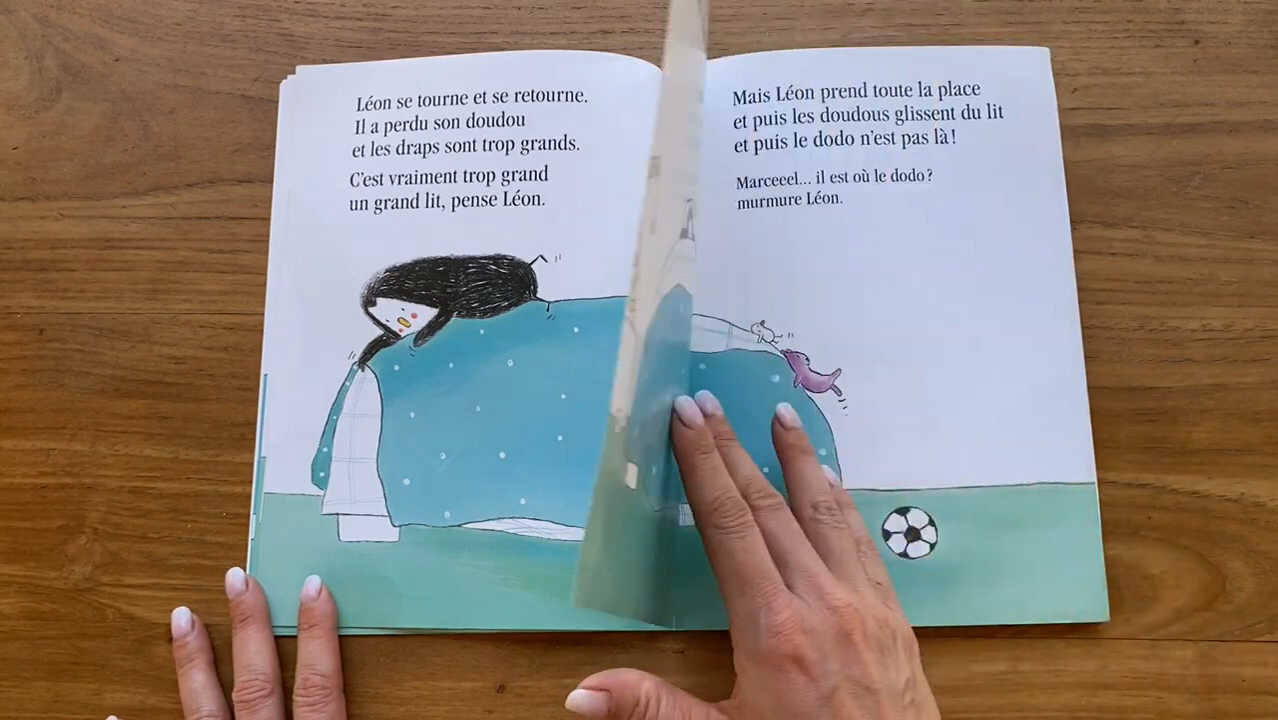 Léon se tourne et se retourne.
Il a perdu son doudou
et les draps sont trop grands.
C'est vraiment trop grand
un grand lit, pense Léon.
Mais Léon prend toute la place
et puis les doudous glissent du lit
et puis le dodo n'est pas là !
Marceeel... il est où le dodo ?
murmure Léon.